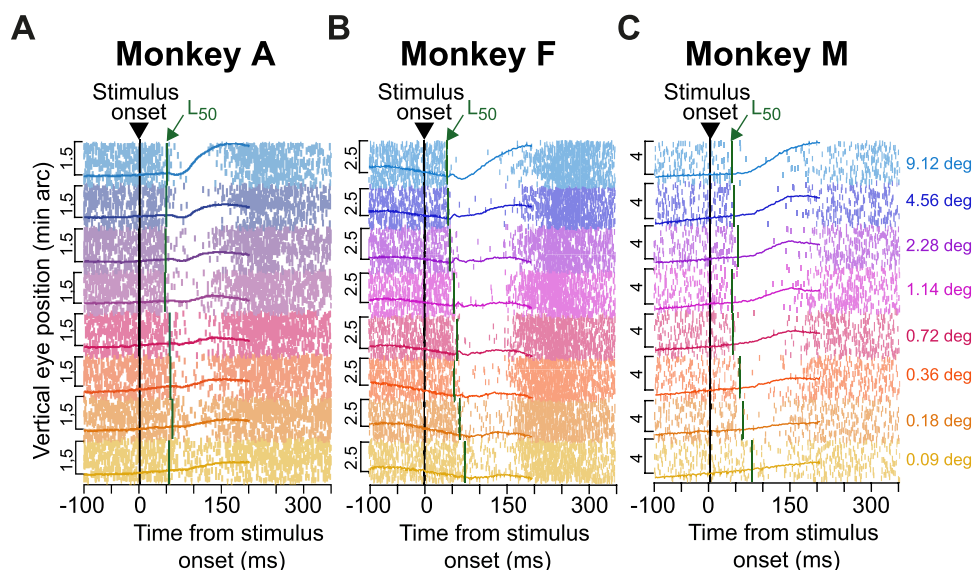 A
B
C
Monkey A
Monkey F
Monkey M
Stimulus
onset
L50
Stimulus
onset
L50
Stimulus
onset
L50
Vertical eye position (min arc)
1.5
1.5
1.5
1.5
1.5
1.5
1.5
1.5
2.5
2.5
2.5
2.5
2.5
2.5
2.5
2.5
4
4
4
4
4
4
4
4
9.12 deg
4.56 deg
2.28 deg
1.14 deg
0.72 deg
0.36 deg
0.18 deg
0.09 deg
-100 0 150 300
-100 0 150 300
-100 0 150 300
Time from stimulus
onset (ms)
Time from stimulus
onset (ms)
Time from stimulus
onset (ms)